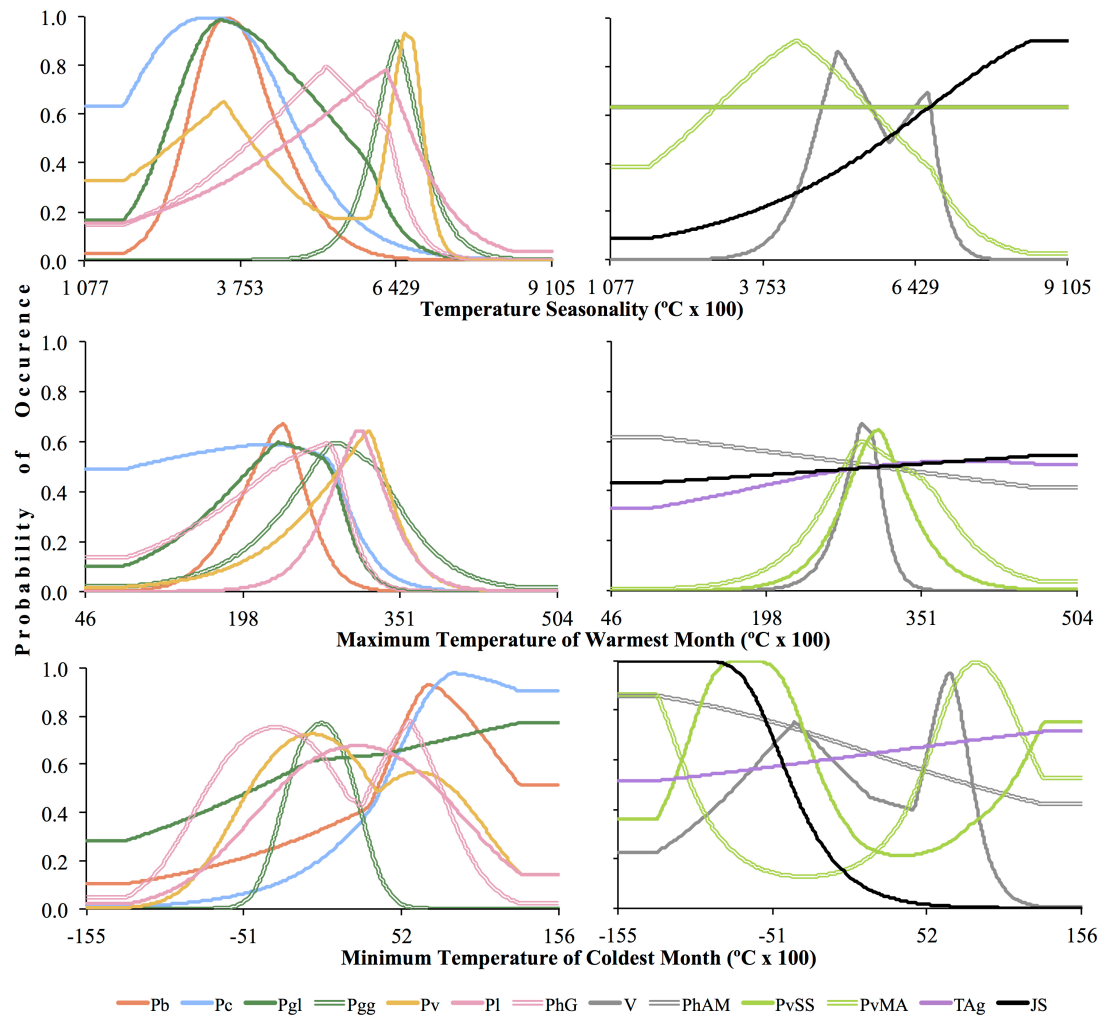 1.0
0.8
0.6
0.4
0.2
0.0
1 077 3 753 6 429 9 105
1 077 3 753 6 429 9 105
Temperature Seasonality (ºC x 100)
Probability of Occurence
1.0
0.8
0.6
0.4
0.2
0.0
46 198 351 504
46 198 351 504
Maximum Temperature of Warmest Month (ºC x 100)
1.0
0.8
0.6
0.4
0.2
0.0
-155 -51 52 156
-155 -51 52 156
Minimum Temperature of Coldest Month (ºC x 100)
Pb Pc Pgl Pgg Pv Pl PhG V PhAM PvSS PvMA TAg JS